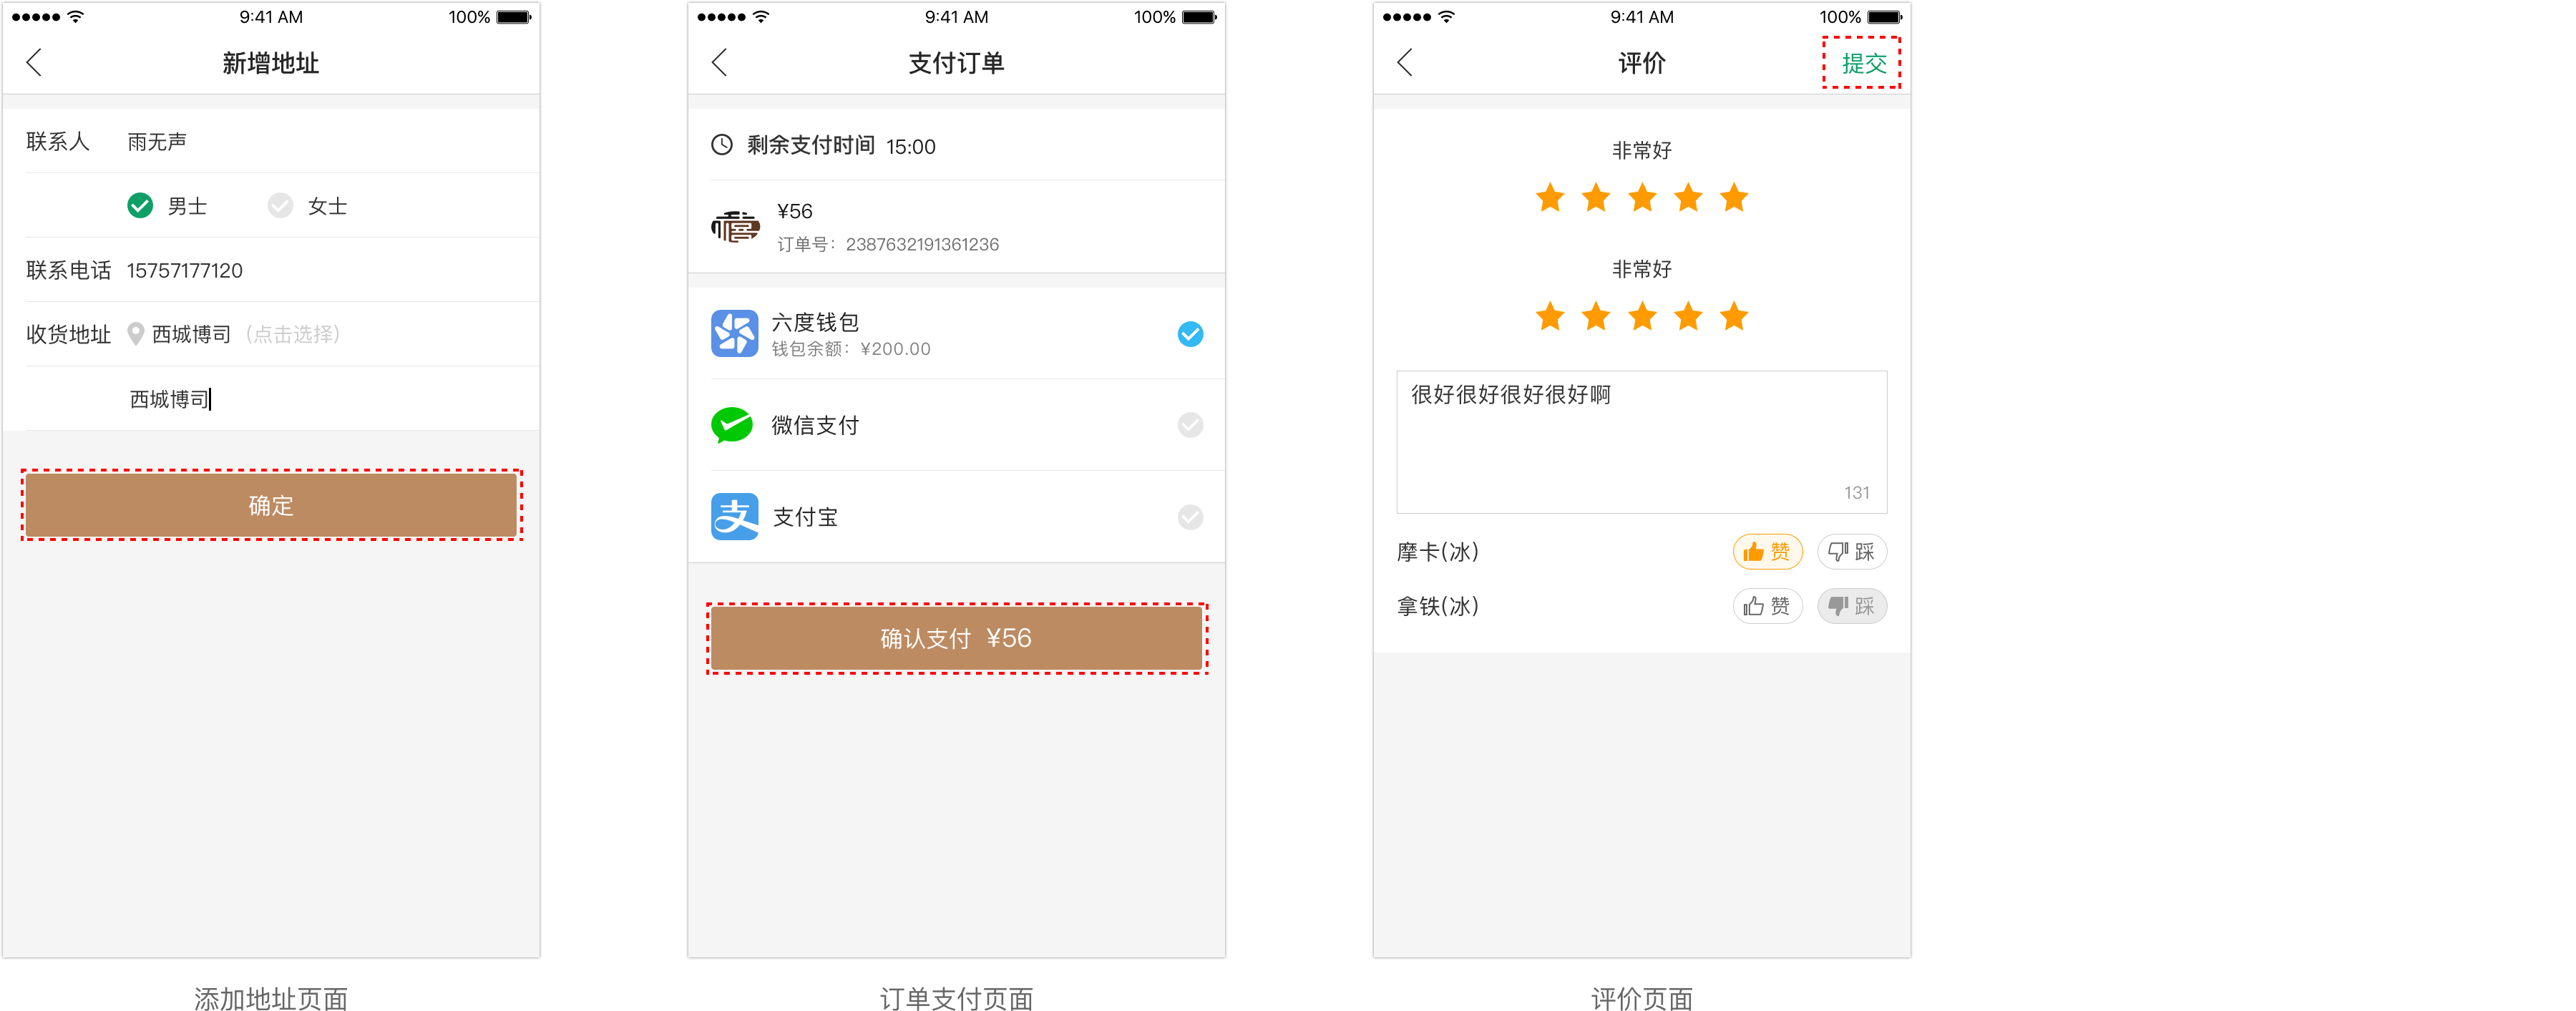 9:41 AM 100%
新增地址
联系人 雨无声
男士 女士
联系电话 15757177120
收货地址 西城博司 (点击选择)
西城博司
确定
添加地址页面
9:41 AM 100%
支付订单
剩余支付时间 15:00
¥56
订单号：2387632191361236
六度钱包
钱包余额：¥200.00
微信支付
支 支付宝
确认支付 ¥56
订单支付页面
9:41 AM 100%
评价 提交
非常好
非常好
很好很好很好很好啊
131
摩卡(冰) 赞 踩
拿铁(冰) 赞 踩
评价页面